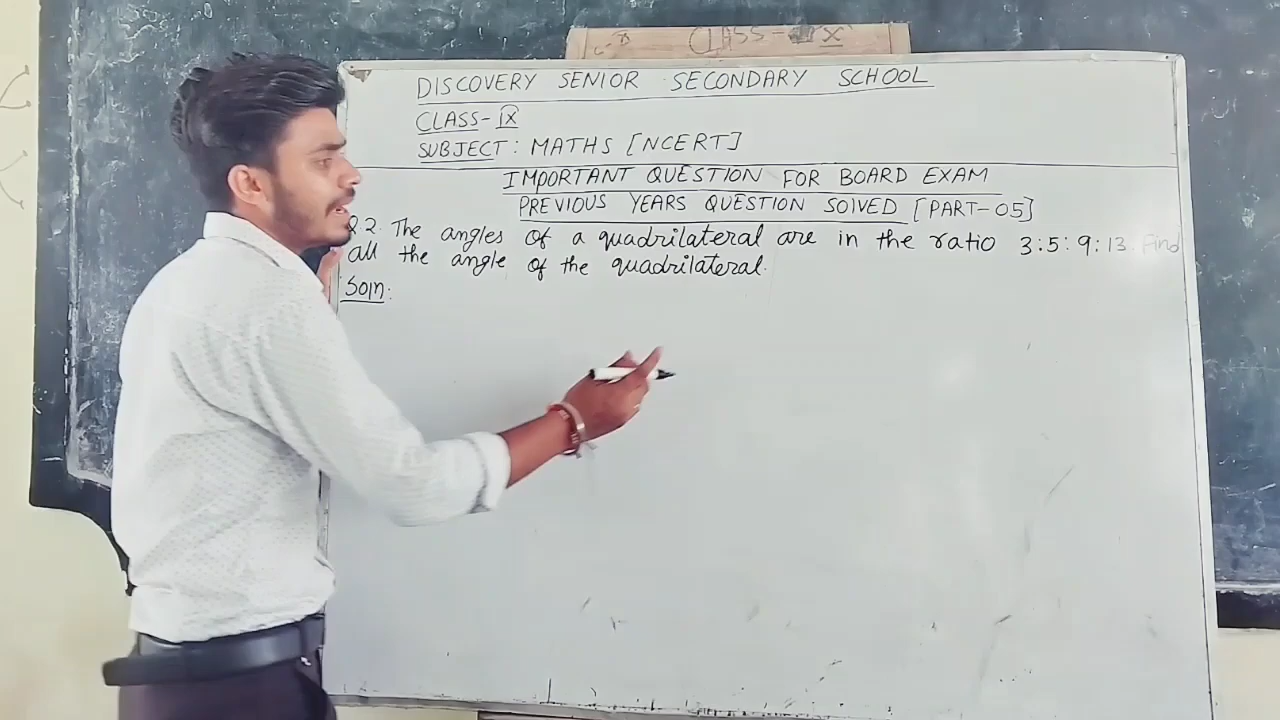 CLASS-IX
DISCOVERY SENIOR SECONDARY SCHOOL
CLASS-IX
SUBJECT: MATHS [NCERT]
IMPORTANT QUESTION FOR BOARD EXAM
PREVIOUS YEARS QUESTION SOLVED [PART-05]
Q2. The angles of a quadrilateral are in the ratio 3:5:9:13. Find
all the angle of the quadrilateral.
Soln: